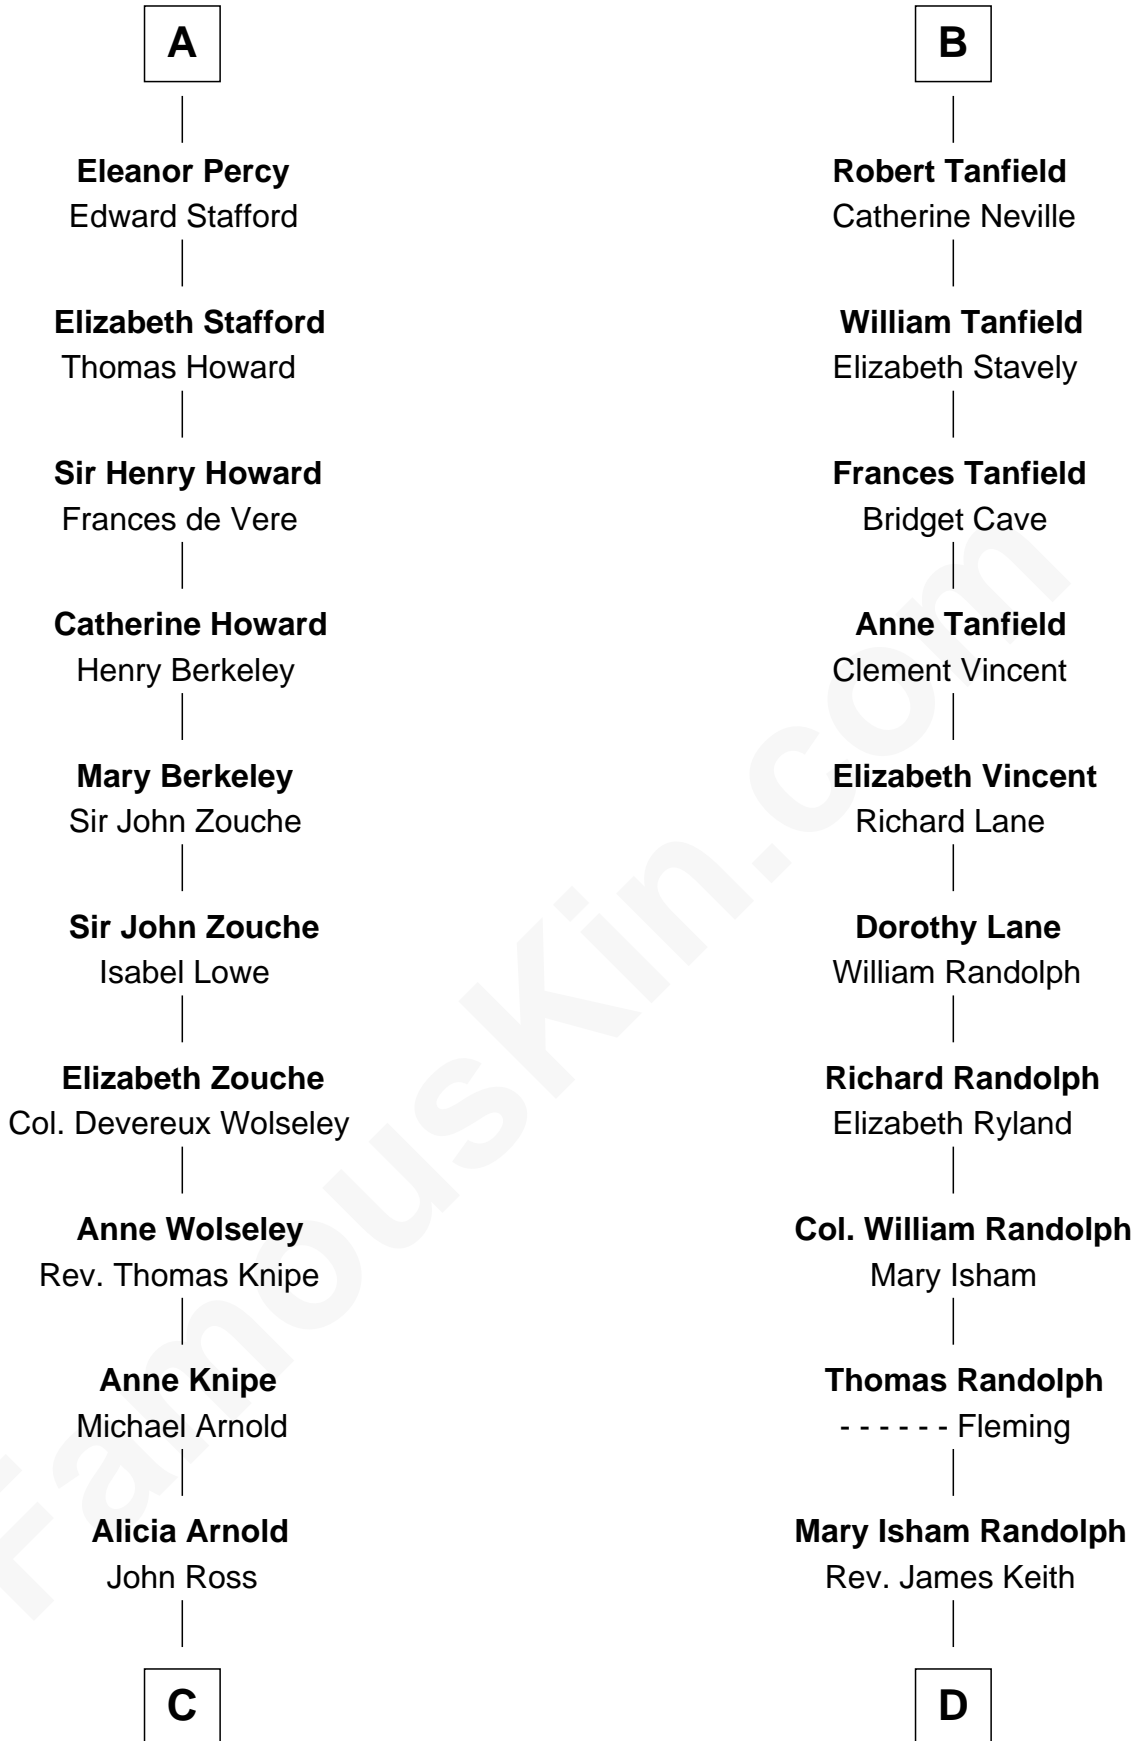 A
Eleanor Percy
Edward Stafford
Elizabeth Stafford
Thomas Howard
Sir Henry Howard
Frances de Vere
Catherine Howard
Henry Berkeley
Mary Berkeley
Sir John Zouche
Sir John Zouche
Isabel Lowe
Elizabeth Zouche
Col. Devereux Wolseley
Anne Wolseley
Rev. Thomas Knipe
Anne Knipe
Michael Arnold
Alicia Arnold
John Ross
C
B
Robert Tanfield
Catherine Neville
William Tanfield
Elizabeth Stavely
Frances Tanfield
Bridget Cave
Anne Tanfield
Clement Vincent
Elizabeth Vincent
Richard Lane
Dorothy Lane
William Randolph
Richard Randolph
Elizabeth Ryland
Col. William Randolph
Mary Isham
Thomas Randolph
- - - - - - Fleming
Mary Isham Randolph
Rev. James Keith
D
FamousKin.com